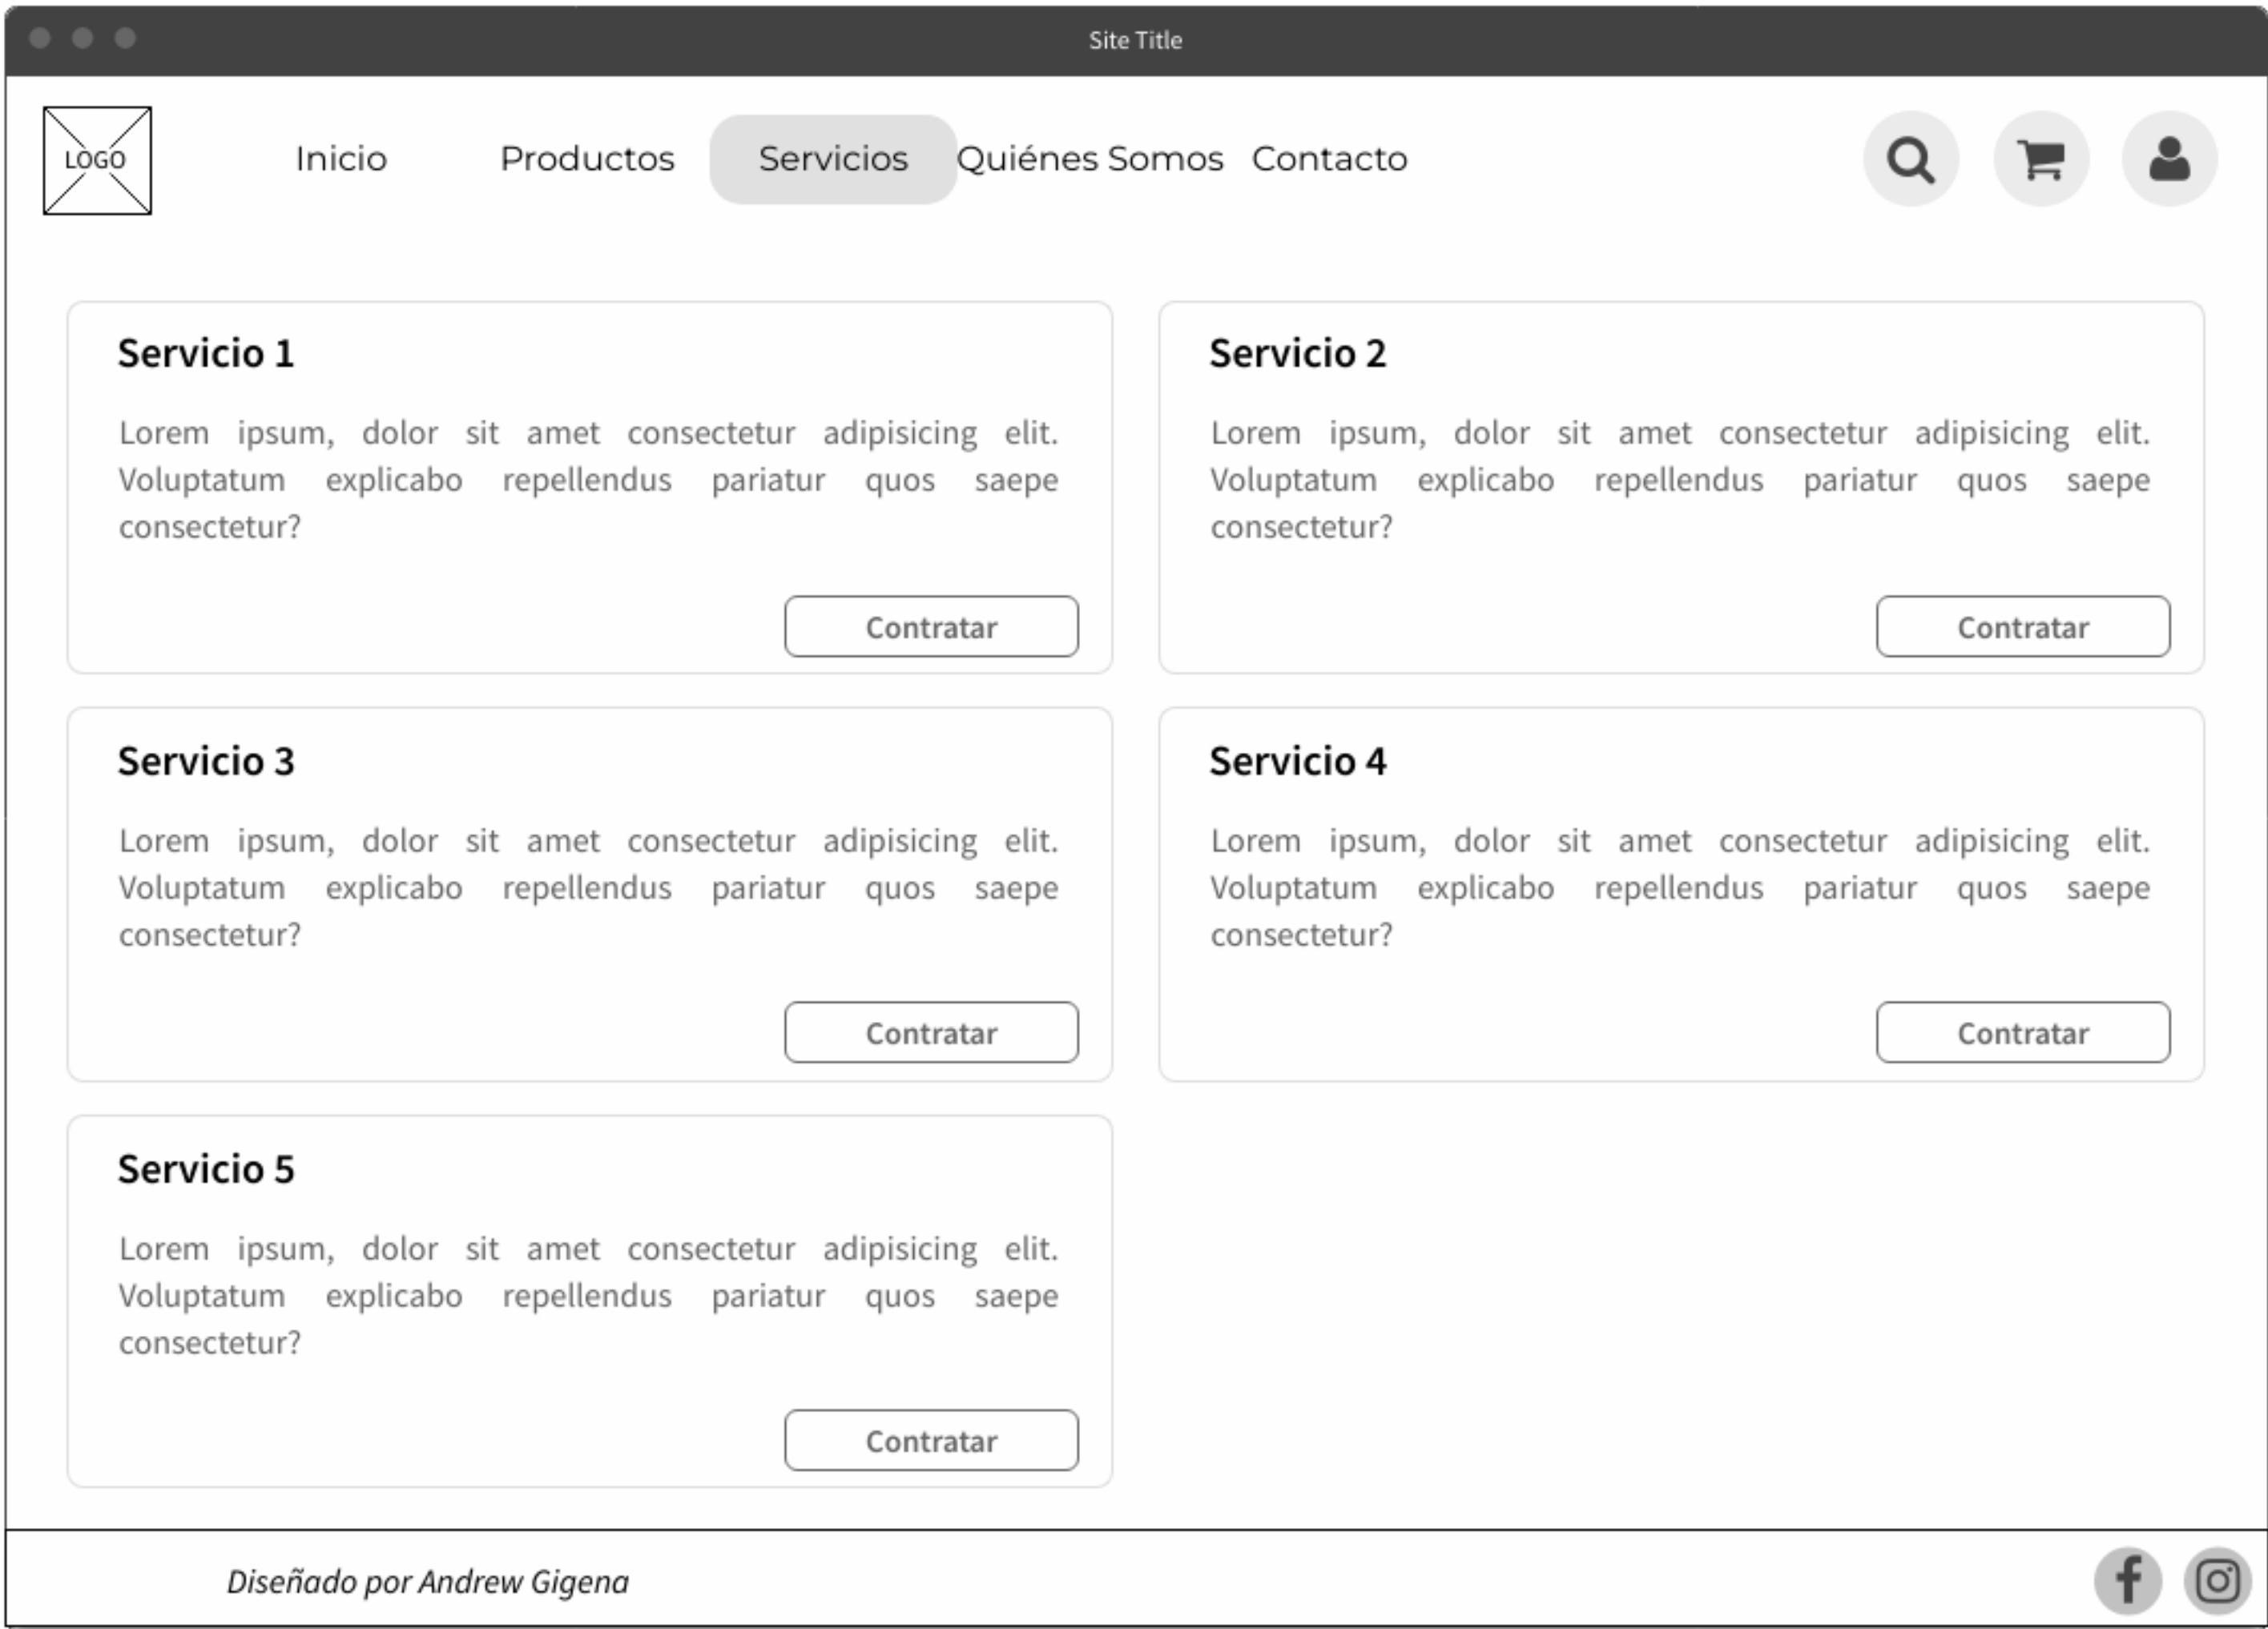 Site Title
LOGO
Inicio Productos Servicios Quiénes Somos Contacto
Servicio 1
Lorem ipsum, dolor sit amet consectetur adipisicing elit.
Voluptatum explicabo repellendus pariatur quos saepe
consectetur?
Contratar
Servicio 2
Lorem ipsum, dolor sit amet consectetur adipisicing elit.
Voluptatum explicabo repellendus pariatur quos saepe
consectetur?
Contratar
Servicio 3
Lorem ipsum, dolor sit amet consectetur adipisicing elit.
Voluptatum explicabo repellendus pariatur quos saepe
consectetur?
Contratar
Servicio 4
Lorem ipsum, dolor sit amet consectetur adipisicing elit.
Voluptatum explicabo repellendus pariatur quos saepe
consectetur?
Contratar
Servicio 5
Lorem ipsum, dolor sit amet consectetur adipisicing elit.
Voluptatum explicabo repellendus pariatur quos saepe
consectetur?
Contratar
Diseñado por Andrew Gigena